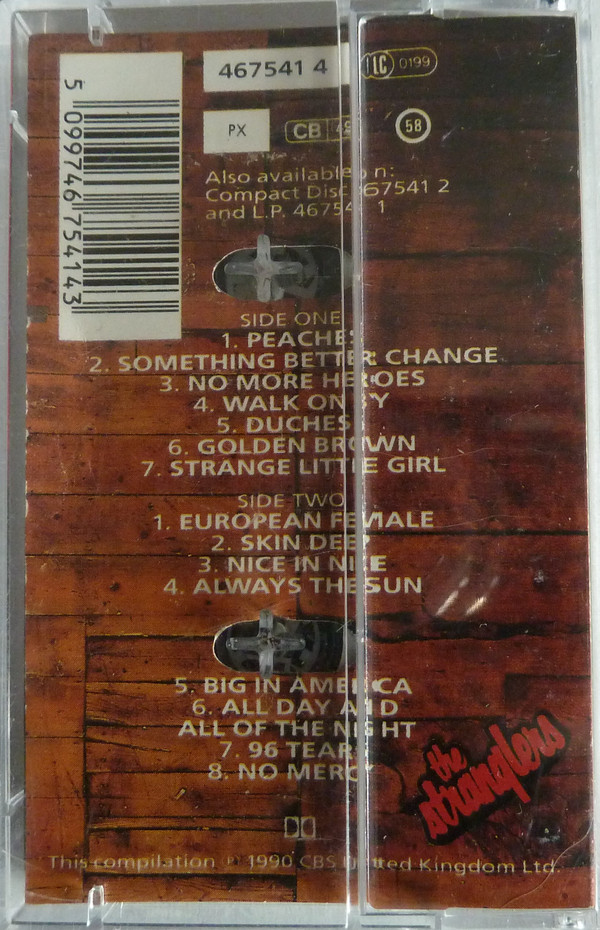 467541 4
LC 0199
PX
CB
58
Also available on:
Compact Disc 467541 2
and L.P. 467541 1
5 099746 754143
SIDE ONE
1. PEACHES
2. SOMETHING BETTER CHANGE
3. NO MORE HEROES
4. WALK ON BY
5. DUCHESS
6. GOLDEN BROWN
7. STRANGE LITTLE GIRL
SIDE TWO
1. EUROPEAN FEMALE
2. SKIN DEEP
3. NICE IN NICE
4. ALWAYS THE SUN
5. BIG IN AMERICA
6. ALL DAY AND
ALL OF THE NIGHT
7. 96 TEARS
8. NO MERCY
the
stranglers
This compilation ℗ 1990 CBS United Kingdom Ltd.